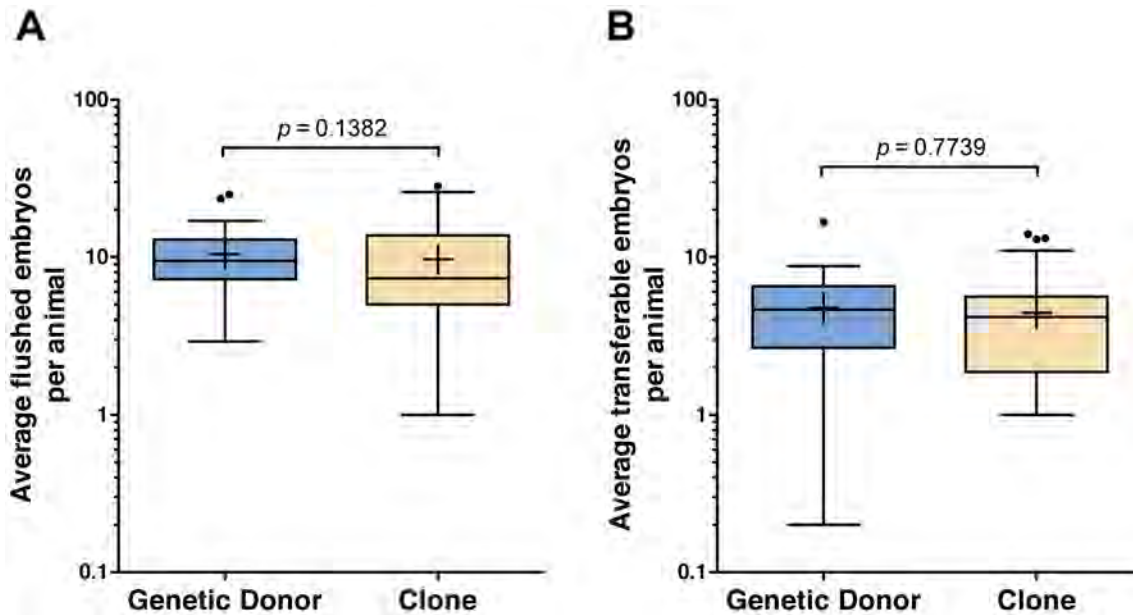 A
Average flushed embryos
per animal
100
10
1
0.1
p = 0.1382
Genetic Donor
Clone
B
Average transferable embryos
per animal
100
10
1
0.1
p = 0.7739
Genetic Donor
Clone